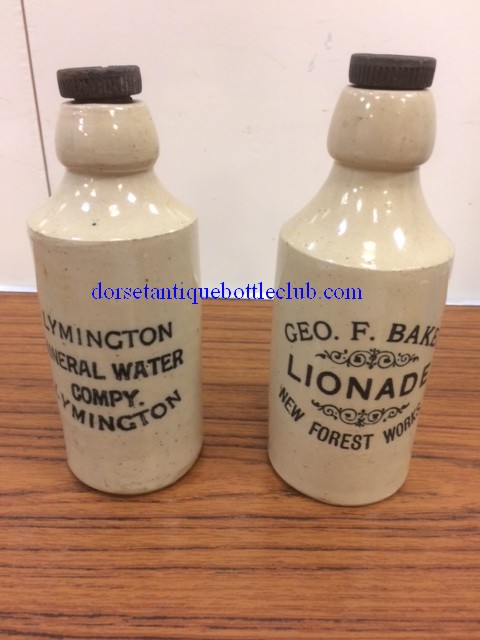 dorsetantiquebottleclub.com
LYMINGTON
MINERAL WATER
COMPY.
LYMINGTON
GEO. F. BAKE
LIONADE
NEW FOREST WORKS